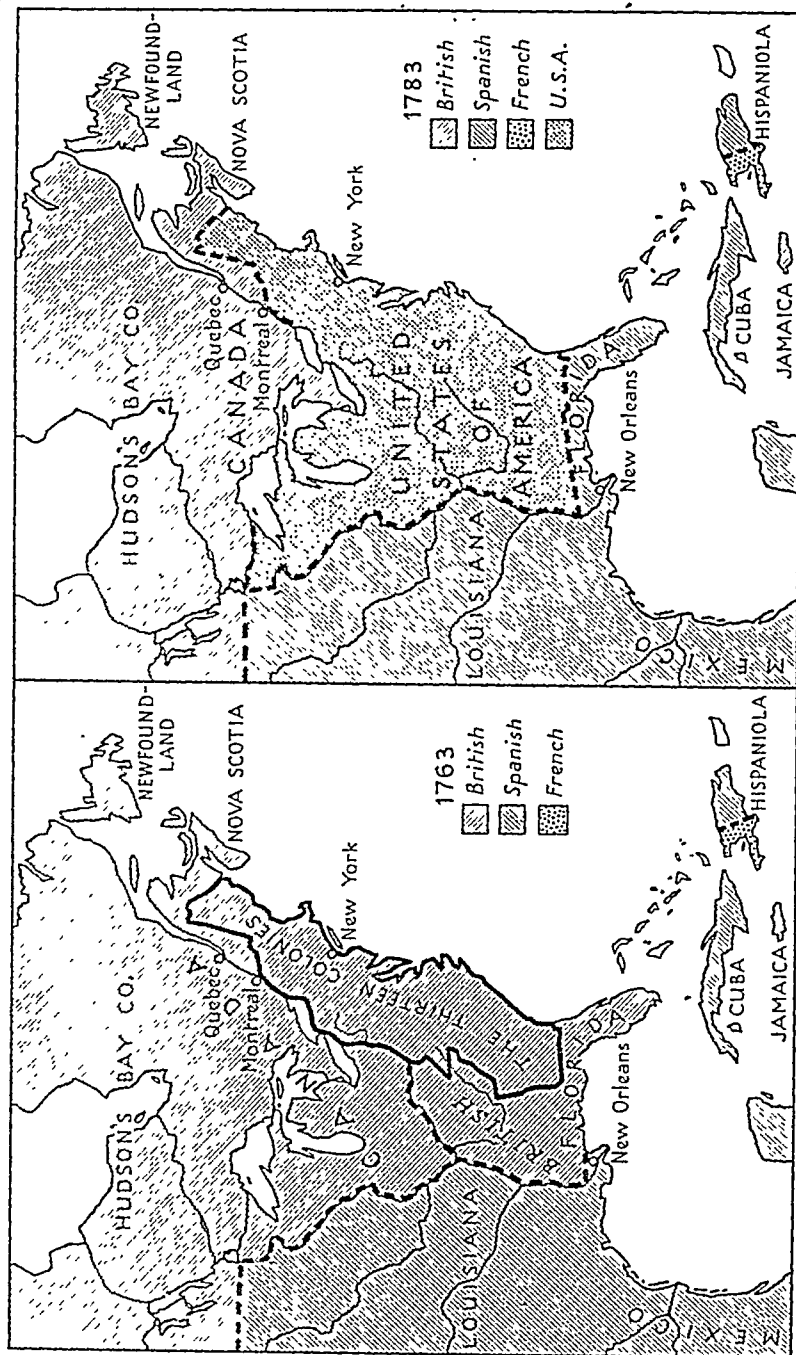 1763
British
Spanish
French
NEWFOUND-
LAND
NOVA SCOTIA
HUDSON'S BAY CO.
CANADA
Quebec
Montreal
New York
THE THIRTEEN COLONIES
BRITISH
FLORIDA
LOUISIANA
New Orleans
MEXICO
CUBA
JAMAICA
HISPANIOLA
1783
British
Spanish
French
U.S.A.
NEWFOUND-
LAND
NOVA SCOTIA
HUDSON'S BAY CO.
CANADA
Quebec
Montreal
New York
UNITED
STATES
OF
AMERICA
FLORIDA
LOUISIANA
New Orleans
MEXICO
CUBA
JAMAICA
HISPANIOLA